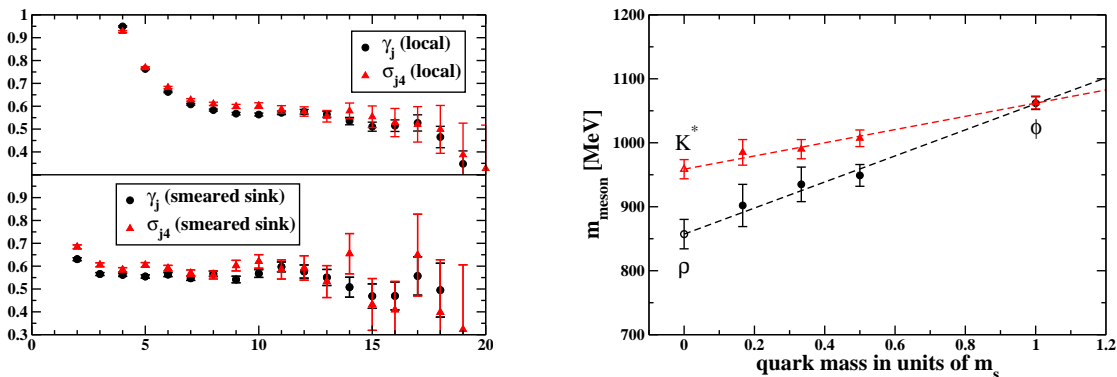 1
0.9
0.8
0.7
0.6
0.5
0.4
γj (local)
σj4 (local)
0.9
0.8
0.7
0.6
0.5
0.4
0.3
γj (smeared sink)
σj4 (smeared sink)
0 5 10 15 20
1200
1100
1000
900
800
700
mmeson [MeV]
K*
ρ
ϕ
0 0.2 0.4 0.6 0.8 1 1.2
quark mass in units of ms